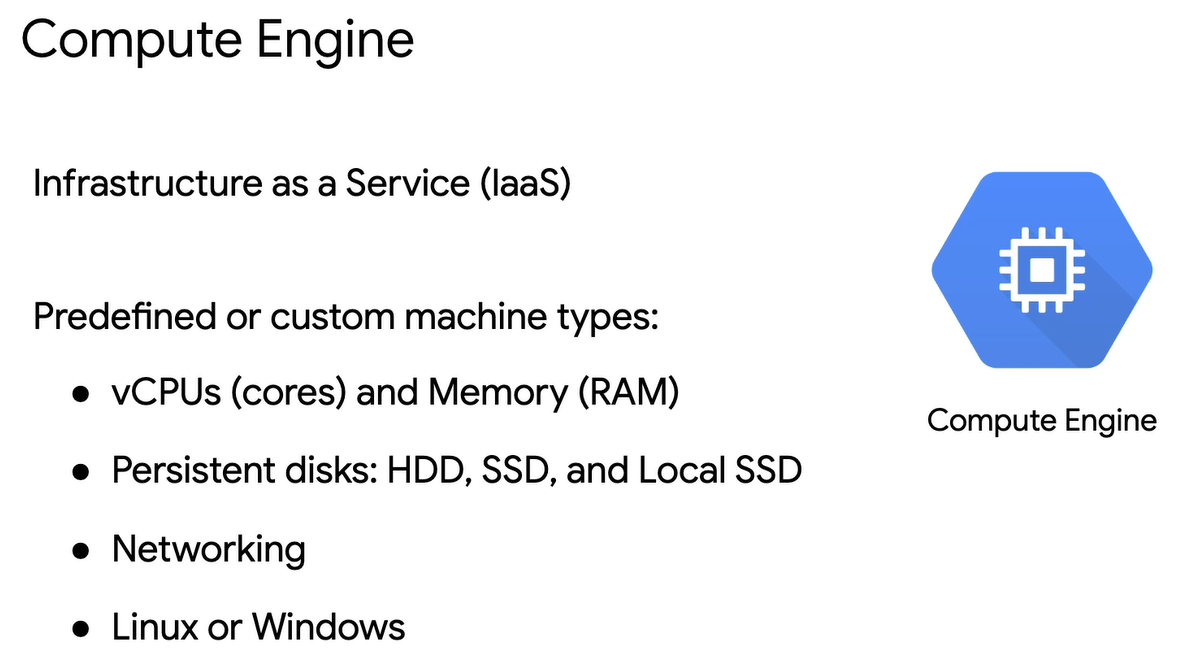 Compute Engine
Infrastructure as a Service (IaaS)
Predefined or custom machine types:
● vCPUs (cores) and Memory (RAM)
● Persistent disks: HDD, SSD, and Local SSD
● Networking
● Linux or Windows
Compute Engine